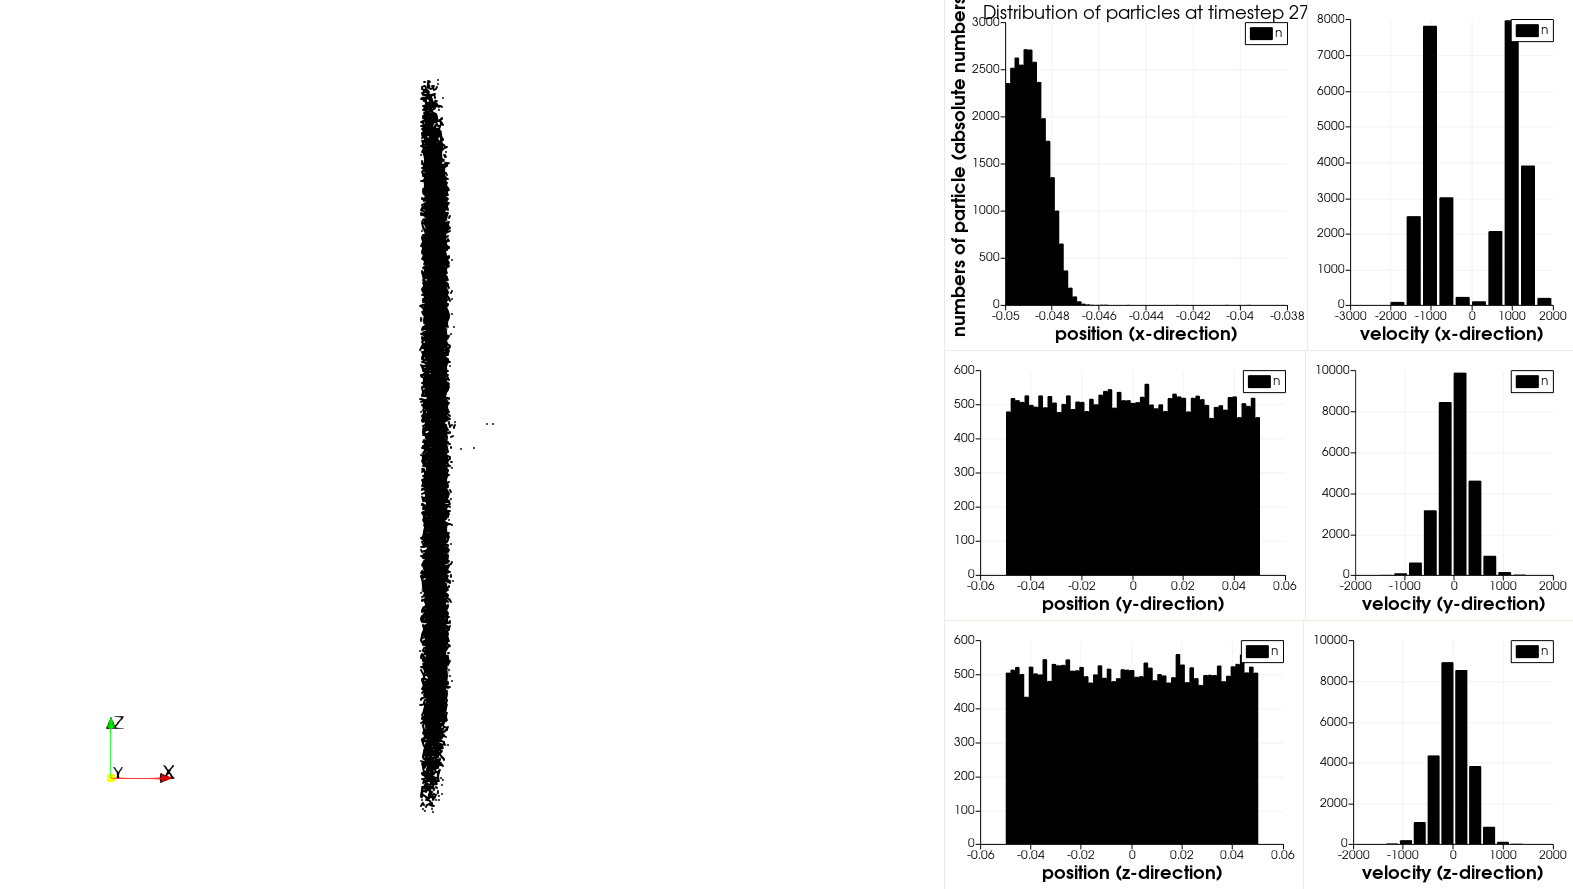 Distribution of particles at timestep 27
numbers of particle (absolute numbers
3000
2500
2000
1500
1000
500
0
-0.05 -0.048 -0.046 -0.044 -0.042 -0.04 -0.038
position (x-direction)
n
8000
7000
6000
5000
4000
3000
2000
1000
0
-3000 -2000 -1000 0 1000 2000
velocity (x-direction)
n
600
500
400
300
200
100
0
-0.06 -0.04 -0.02 0 0.02 0.04 0.06
position (y-direction)
n
10000
8000
6000
4000
2000
0
-2000 -1000 0 1000 2000
velocity (y-direction)
n
600
500
400
300
200
100
0
-0.06 -0.04 -0.02 0 0.02 0.04 0.06
position (z-direction)
n
10000
8000
6000
4000
2000
0
-2000 -1000 0 1000 2000
velocity (z-direction)
n
Z
Y X